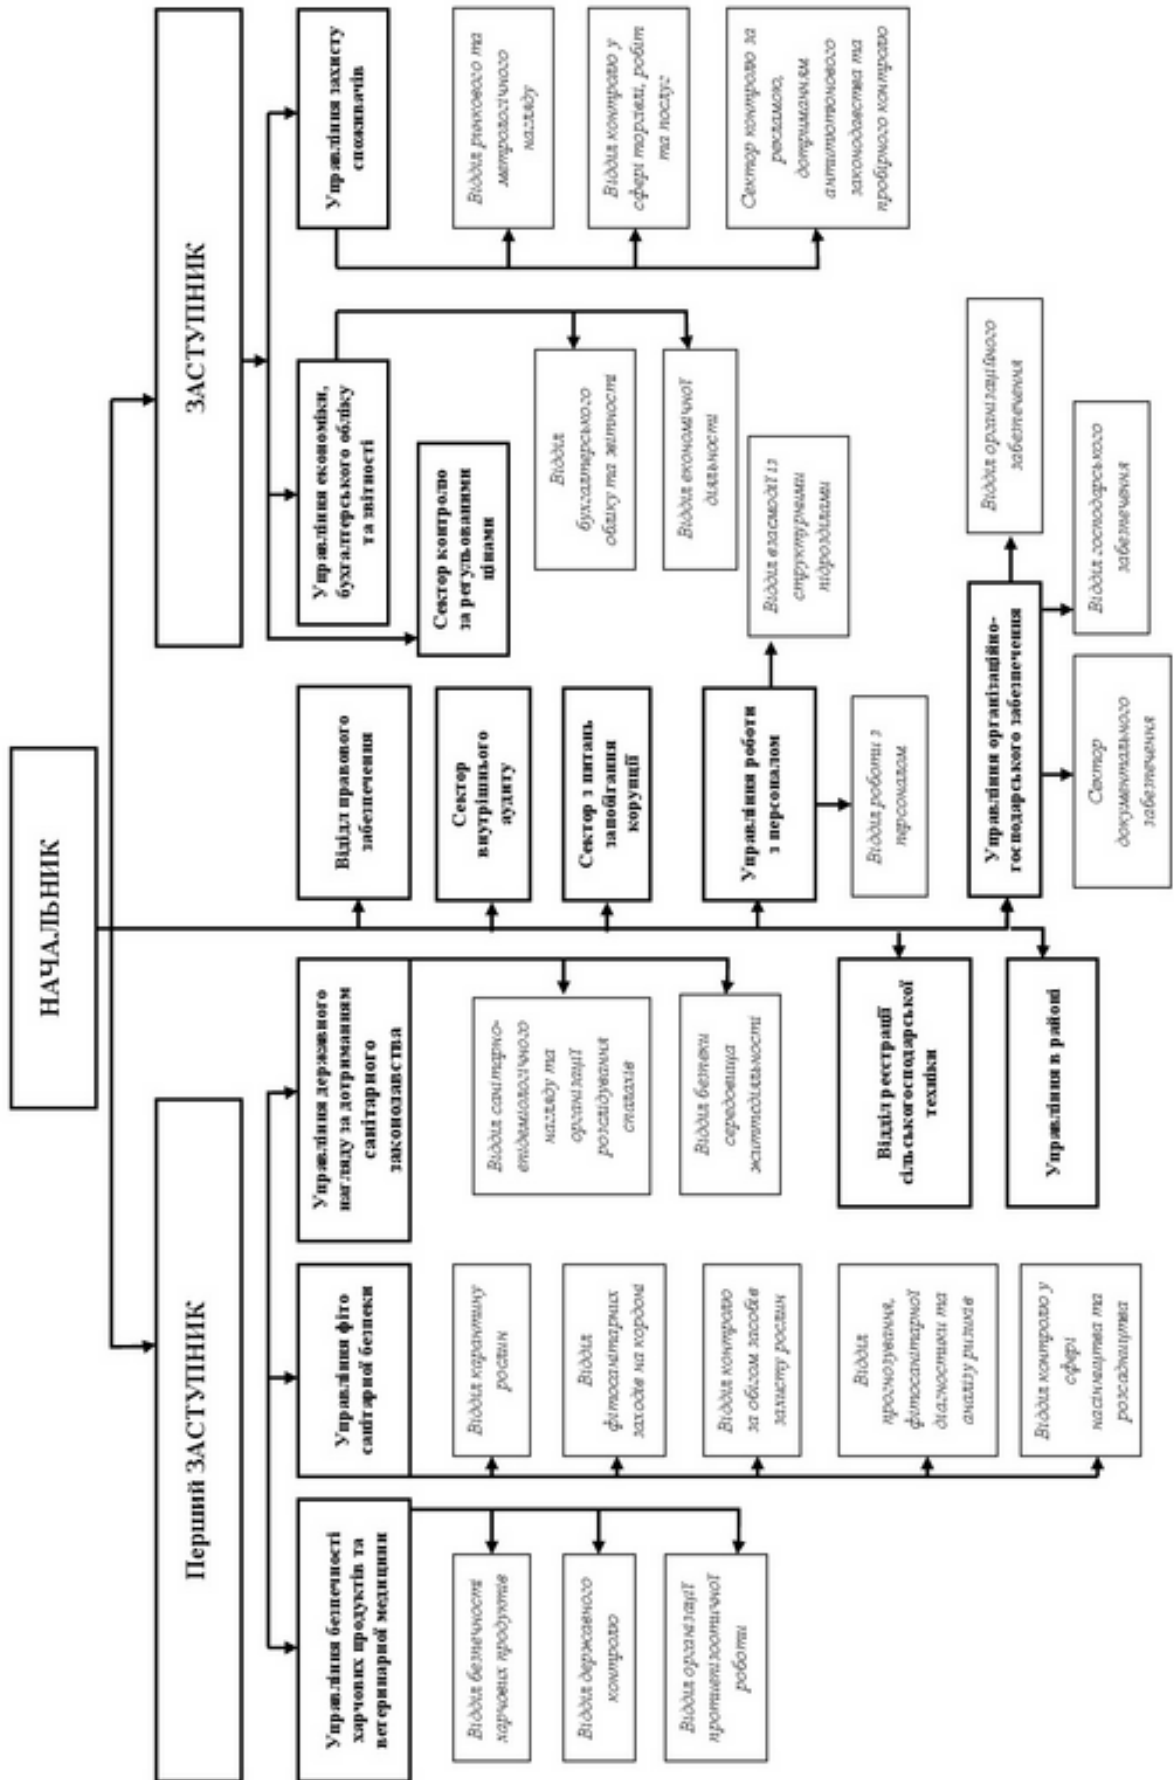 НАЧАЛЬНИК
Перший ЗАСТУПНИК
ЗАСТУПНИК
Управління безпечності
харчових продуктів та
ветеринарної медицини
Відділ безпечності
харчових продуктів
Відділ державного
контролю
Відділ організації
протиепізоотичної
роботи
Управління фіто
санітарної безпеки
Відділ карантину
рослин
Відділ
фітосанітарних
заходів на кордоні
Відділ контролю
за обігом засобів
захисту рослин
Відділ
прогнозування,
фітосанітарної
діагностики та
аналізу ризиків
Відділ контролю у
сфері
насінництва та
розсадництва
Управління державного
нагляду за дотриманням
санітарного
законодавства
Відділ санітарно-
епідеміологічного
нагляду та
організації
розслідування
спалахів
Відділ безпеки
середовища
життєдіяльності
Відділ реєстрації
сільськогосподарської
техніки
Управління в районі
Відділ правового
забезпечення
Сектор
внутрішнього
аудиту
Сектор з питань
запобігання
корупції
Управління роботи
з персоналом
Відділ роботи з
персоналом
Відділ взаємодії із
структурними
підрозділами
Управління організаційно-
господарського забезпечення
Сектор
документального
забезпечення
Відділ господарського
забезпечення
Відділ організаційного
забезпечення
Управління економіки,
бухгалтерського обліку
та звітності
Сектор контролю
за регульованими
цінами
Відділ
бухгалтерського
обліку та звітності
Відділ економічної
діяльності
Управління захисту
споживачів
Відділ ринкового та
метрологічного
нагляду
Відділ контролю у
сфері торгівлі, робіт
та послуг
Сектор контролю за
рекламою,
дотриманням
антитютюнового
законодавства та
пробірного контролю